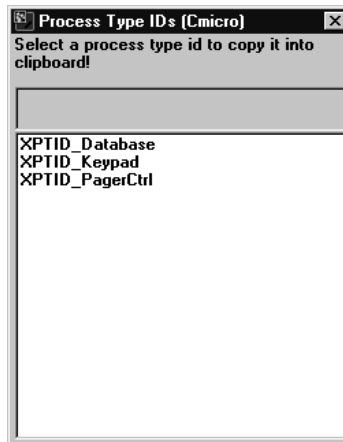 Process Type IDs (Cmicro)
Select a process type id to copy it into
clipboard!
XPTID_Database
XPTID_Keypad
XPTID_PagerCtrl